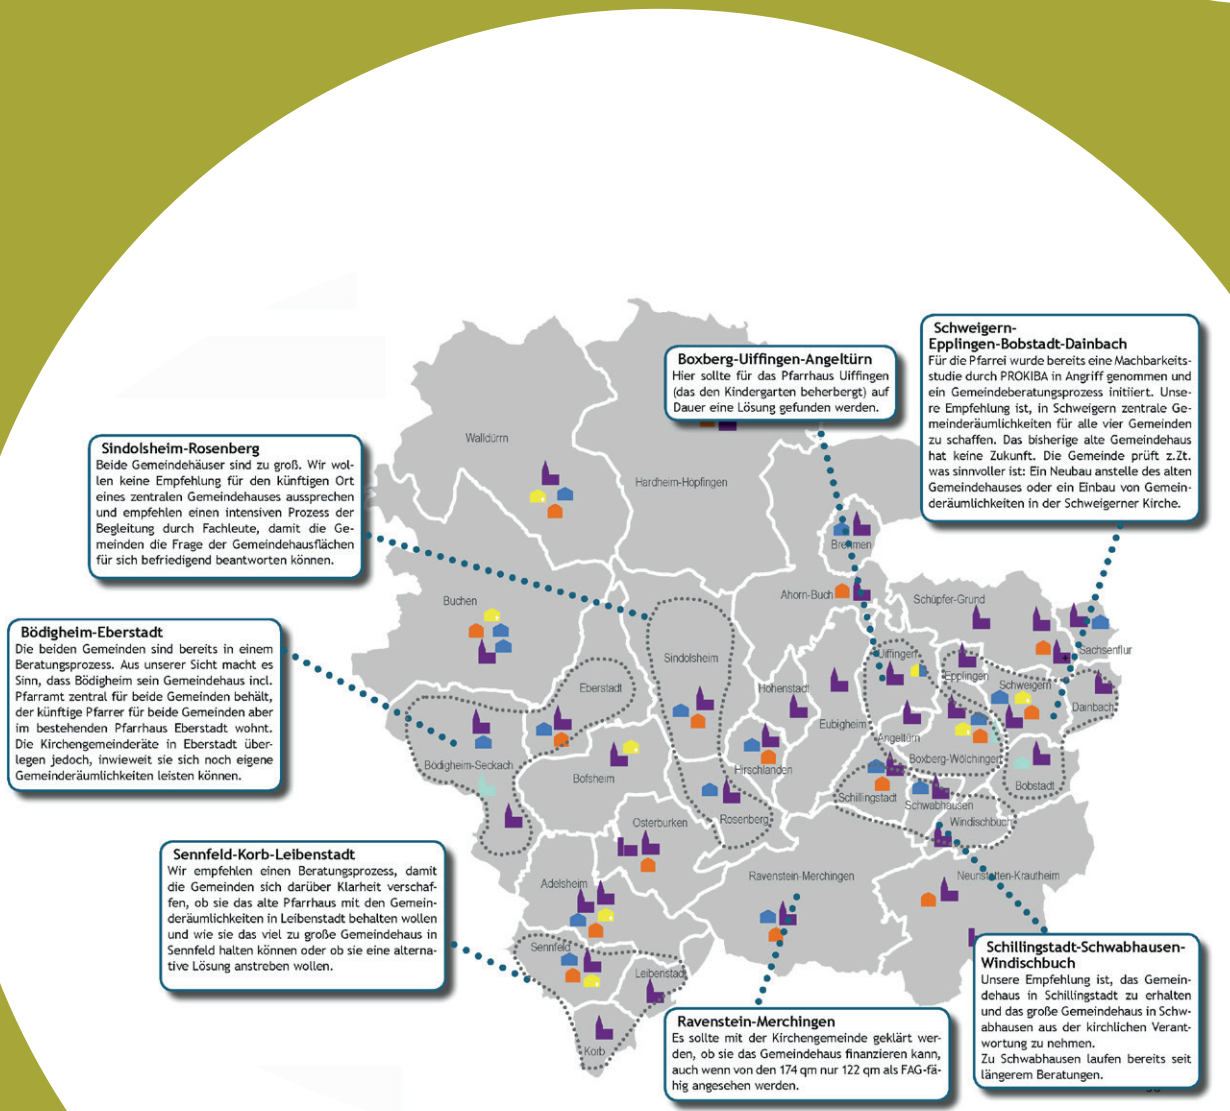 Schweigern-
Epplingen-Bobstadt-Dainbach
Für die Pfarrei wurde bereits eine Machbarkeits-
studie durch PROKIBA in Angriff genommen und
ein Gemeindeberatungsprozess initiiert. Unse-
re Empfehlung ist, in Schweigern zentrale Ge-
meinderäumlichkeiten für alle vier Gemeinden
zu schaffen. Das bisherige alte Gemeindehaus
hat keine Zukunft. Die Gemeinde prüft z.Zt.
was sinnvoller ist: Ein Neubau anstelle des alten
Gemeindehauses oder ein Einbau von Gemein-
deräumlichkeiten in der Schweigerner Kirche.
Boxberg-Uiffingen-Angeltürn
Hier sollte für das Pfarrhaus Uiffingen
(das den Kindergarten beherbergt) auf
Dauer eine Lösung gefunden werden.
Sindolsheim-Rosenberg
Beide Gemeindehäuser sind zu groß. Wir wol-
len keine Empfehlung für den künftigen Ort
eines zentralen Gemeindehauses aussprechen
und empfehlen einen intensiven Prozess der
Begleitung durch Fachleute, damit die Ge-
meinden die Frage der Gemeindehausflächen
für sich befriedigend beantworten können.
Bödigheim-Eberstadt
Die beiden Gemeinden sind bereits in einem
Beratungsprozess. Aus unserer Sicht macht es
Sinn, dass Bödigheim sein Gemeindehaus incl.
Pfarramt zentral für beide Gemeinden behält,
der künftige Pfarrer für beide Gemeinden aber
im bestehenden Pfarrhaus Eberstadt wohnt.
Die Kirchengemeinderäte in Eberstadt über-
legen jedoch, inwieweit sie sich noch eigene
Gemeinderäumlichkeiten leisten können.
Sennfeld-Korb-Leibenstadt
Wir empfehlen einen Beratungsprozess, damit
die Gemeinden sich darüber Klarheit verschaf-
fen, ob sie das alte Pfarrhaus mit den Gemein-
deräumlichkeiten in Leibenstadt behalten wollen
und wie sie das viel zu große Gemeindehaus in
Sennfeld halten können oder ob sie eine alterna-
tive Lösung anstreben wollen.
Walldürn
Hardheim-Höpfingen
Brehmen
Ahorn-Buch
Schüpfer-Grund
Buchen
Sachsenflur
Sindolsheim
Uiffingen
Epplingen
Schweigern
Eberstadt
Hohenstadt
Dainbach
Eubigheim
Angeltürn
Bödigheim-Seckach
Bofsheim
Hirschlanden
Boxberg-Wölchingen
Bobstadt
Schillingstadt
Schwabhausen
Rosenberg
Windischbuch
Osterburken
Adelsheim
Ravenstein-Merchingen
Neunstetten-Krautheim
Sennfeld
Leibenstadt
Korb
Ravenstein-Merchingen
Es sollte mit der Kirchengemeinde geklärt wer-
den, ob sie das Gemeindehaus finanzieren kann,
auch wenn von den 174 qm nur 122 qm als FAG-fä-
hig angesehen werden.
Schillingstadt-Schwabhausen-
Windischbuch
Unsere Empfehlung ist, das Gemein-
dehaus in Schillingstadt zu erhalten
und das große Gemeindehaus in Schw-
abhausen aus der kirchlichen Verant-
wortung zu nehmen.
Zu Schwabhausen laufen bereits seit
längerem Beratungen.